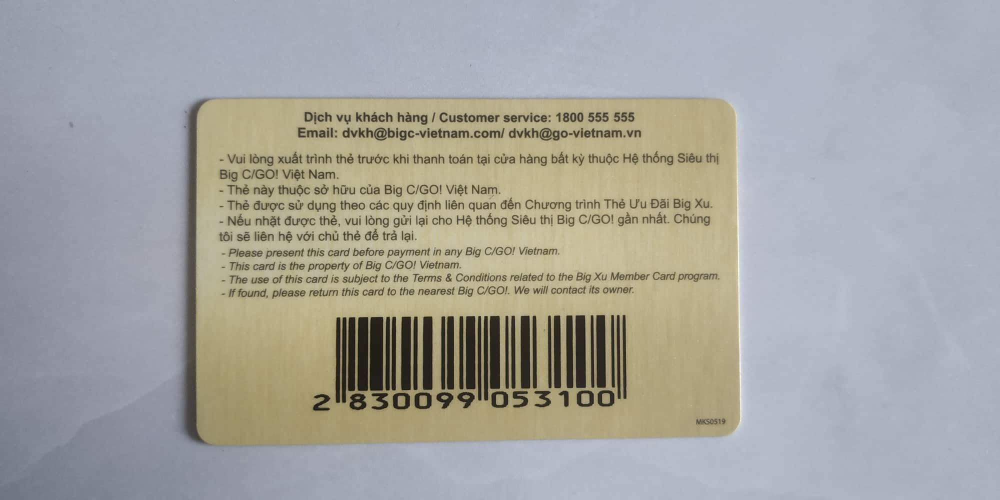 Dịch vụ khách hàng / Customer service: 1800 555 555
Email: dvkh@bigc-vietnam.com/ dvkh@go-vietnam.vn
- Vui lòng xuất trình thẻ trước khi thanh toán tại cửa hàng bất kỳ thuộc Hệ thống Siêu thị
Big C/GO! Việt Nam.
- Thẻ này thuộc sở hữu của Big C/GO! Việt Nam.
- Thẻ được sử dụng theo các quy định liên quan đến Chương trình Thẻ Ưu Đãi Big Xu.
- Nếu nhặt được thẻ, vui lòng gửi lại cho Hệ thống Siêu thị Big C/GO! gần nhất. Chúng
tôi sẽ liên hệ với chủ thẻ để trả lại.
- Please present this card before payment in any Big C/GO! Vietnam.
- This card is the property of Big C/GO! Vietnam.
- The use of this card is subject to the Terms & Conditions related to the Big Xu Member Card program.
- If found, please return this card to the nearest Big C/GO!. We will contact its owner.
2 830099 053100
MKS0519